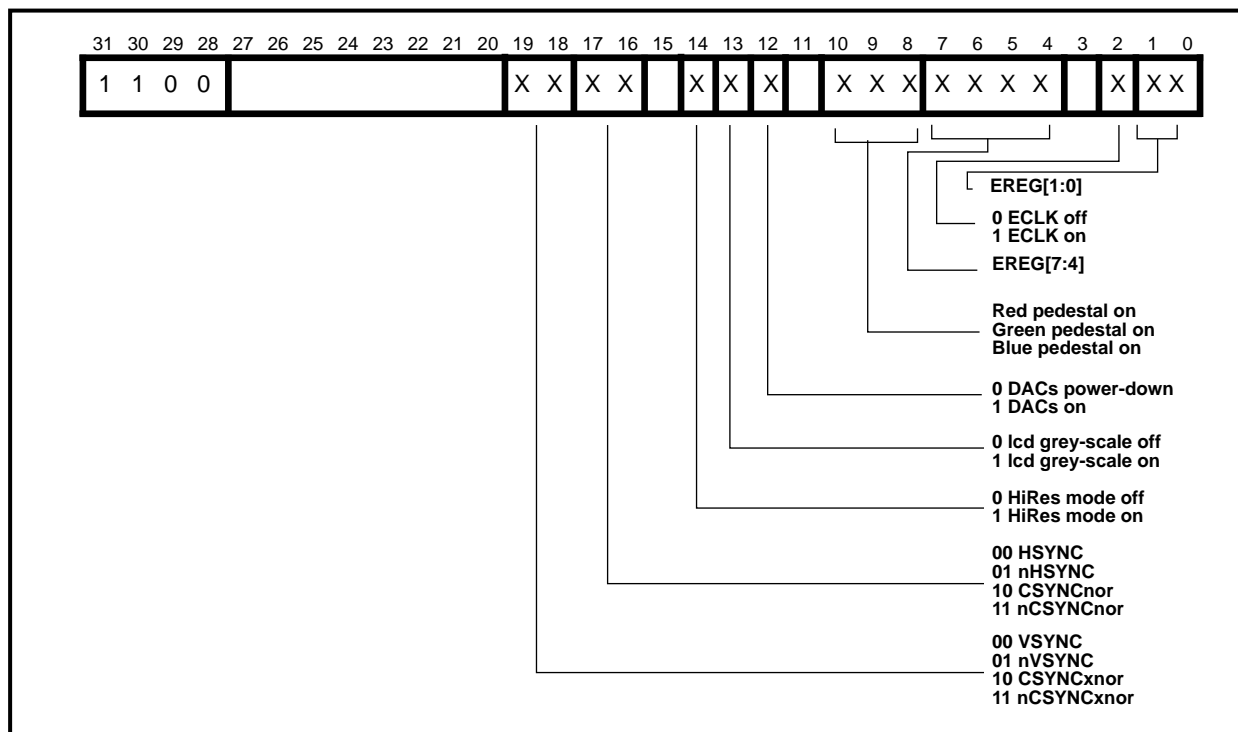 31 30 29 28 27 26 25 24 23 22 21 20 19 18 17 16 15 14 13 12 11 10 9 8 7 6 5 4 3 2 1 0
1 1 0 0 X X X X X X X X X X X X X X X X
EREG[1:0]
0 ECLK off
1 ECLK on
EREG[7:4]
Red pedestal on
Green pedestal on
Blue pedestal on
0 DACs power-down
1 DACs on
0 lcd grey-scale off
1 lcd grey-scale on
0 HiRes mode off
1 HiRes mode on
00 HSYNC
01 nHSYNC
10 CSYNCnor
11 nCSYNCnor
00 VSYNC
01 nVSYNC
10 CSYNCxnor
11 nCSYNCxnor